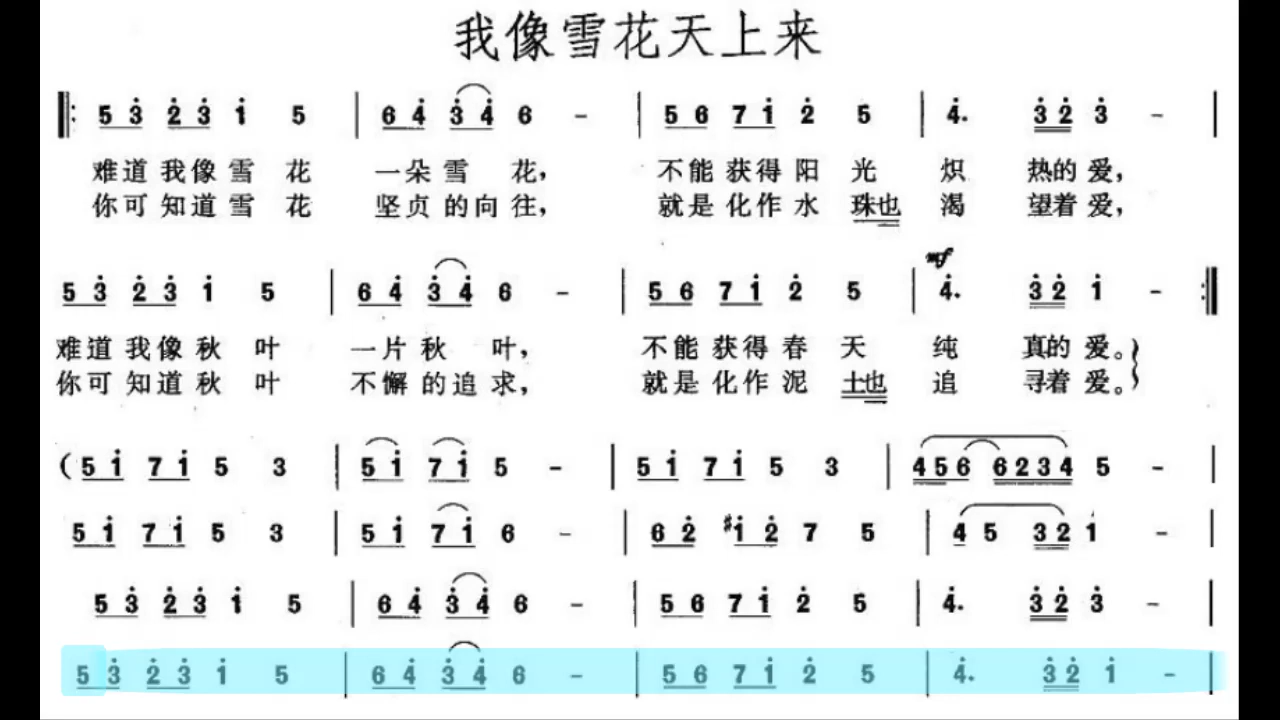 我像雪花天上来
5 3̇ 2̇ 3̇ 1̇ 5 | 6 4̇ 3̇ 4̇ 6 - | 5 6 7 1̇ 2̇ 5 | 4̇. 3̇ 2̇ 3̇ - |
难道我像雪花 一朵雪花, 不能获得阳光 炽 热的爱,
你可知道雪花 坚贞的向往, 就是化作水珠也 渴 望着爱,
mf
5 3̇ 2̇ 3̇ 1̇ 5 | 6 4̇ 3̇ 4̇ 6 - | 5 6 7 1̇ 2̇ 5 | 4̇. 3̇ 2̇ 1̇ - :|
难道我像秋叶 一片秋叶, 不能获得春天 纯 真的爱。
你可知道秋叶 不懈的追求, 就是化作泥土也 追 寻着爱。
( 5 1̇ 7 1̇ 5 3 | 5 1̇ 7 1̇ 5 - | 5 1̇ 7 1̇ 5 3 | 4 5 6 6 2 3 4 5 - |
5 1̇ 7 1̇ 5 3 | 5 1̇ 7 1̇ 6 - | 6 2̇ #1̇ 2̇ 7 5 | 4 5 3̇ 2̇ 1̇ - |
5 3̇ 2̇ 3̇ 1̇ 5 | 6 4̇ 3̇ 4̇ 6 - | 5 6 7 1̇ 2̇ 5 | 4̇. 3̇ 2̇ 3̇ - |
5 3̇ 2̇ 3̇ 1̇ 5 | 6 4̇ 3̇ 4̇ 6 - | 5 6 7 1̇ 2̇ 5 | 4̇. 3̇ 2̇ 1̇ - |